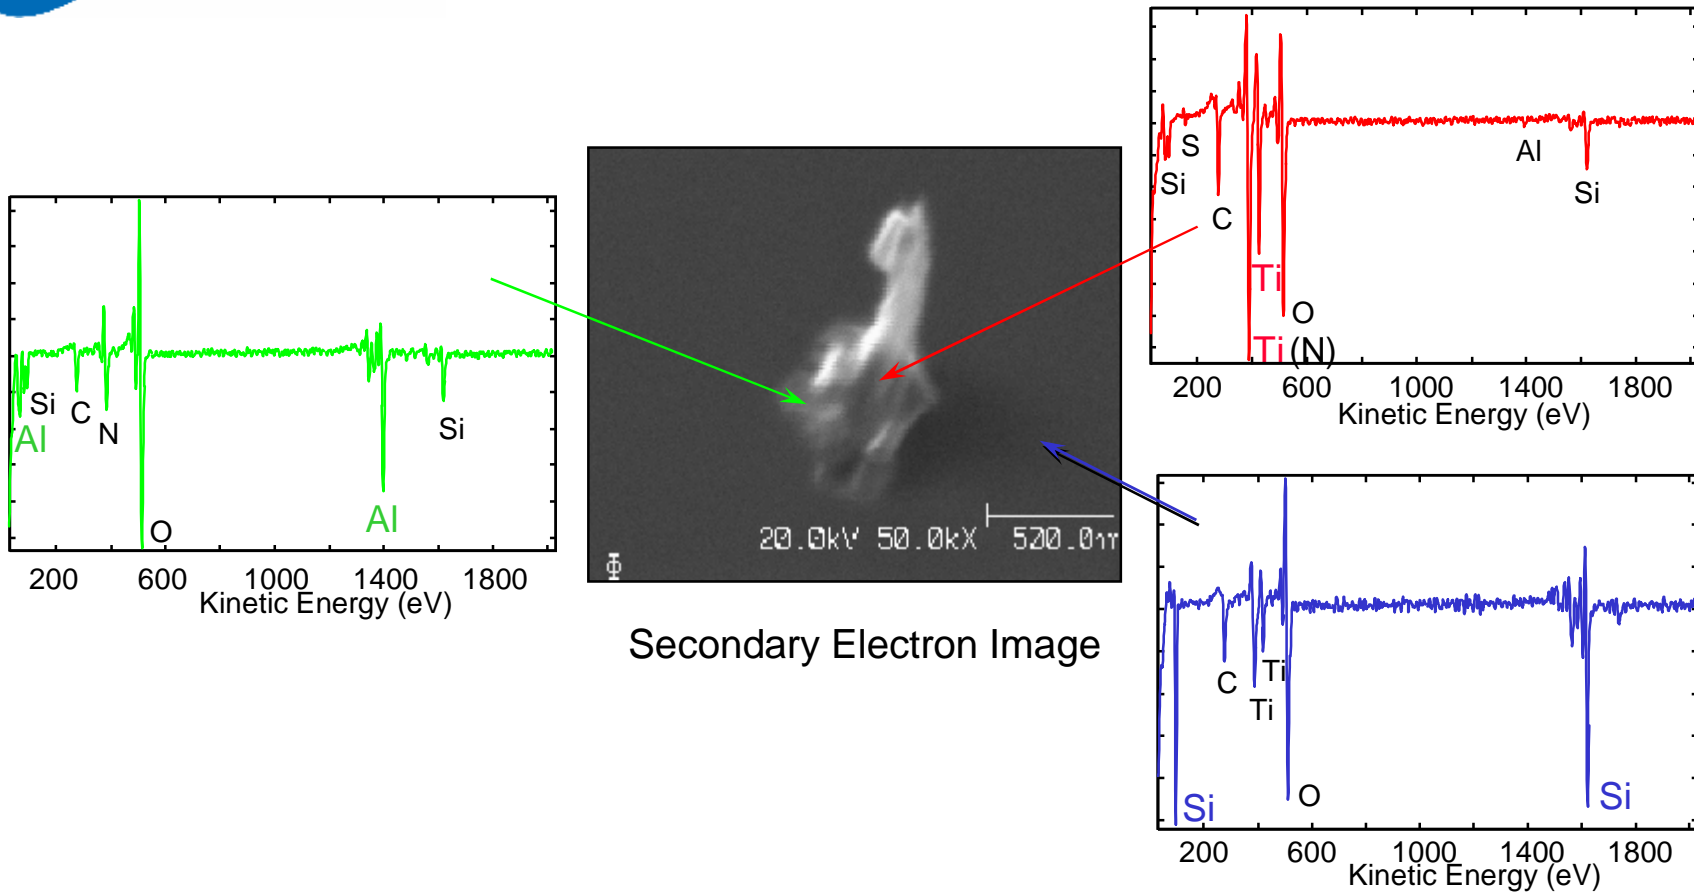 Si
C
N
Al
O
Al
Si
200 600 1000 1400 1800
Kinetic Energy (eV)
20.0kV 50.0kX 500.0nm
Φ
Secondary Electron Image
S
Si
C
Ti
Ti (N)
O
Al
Si
200 600 1000 1400 1800
Kinetic Energy (eV)
Si
C
Ti
Ti
O
Si
200 600 1000 1400 1800
Kinetic Energy (eV)